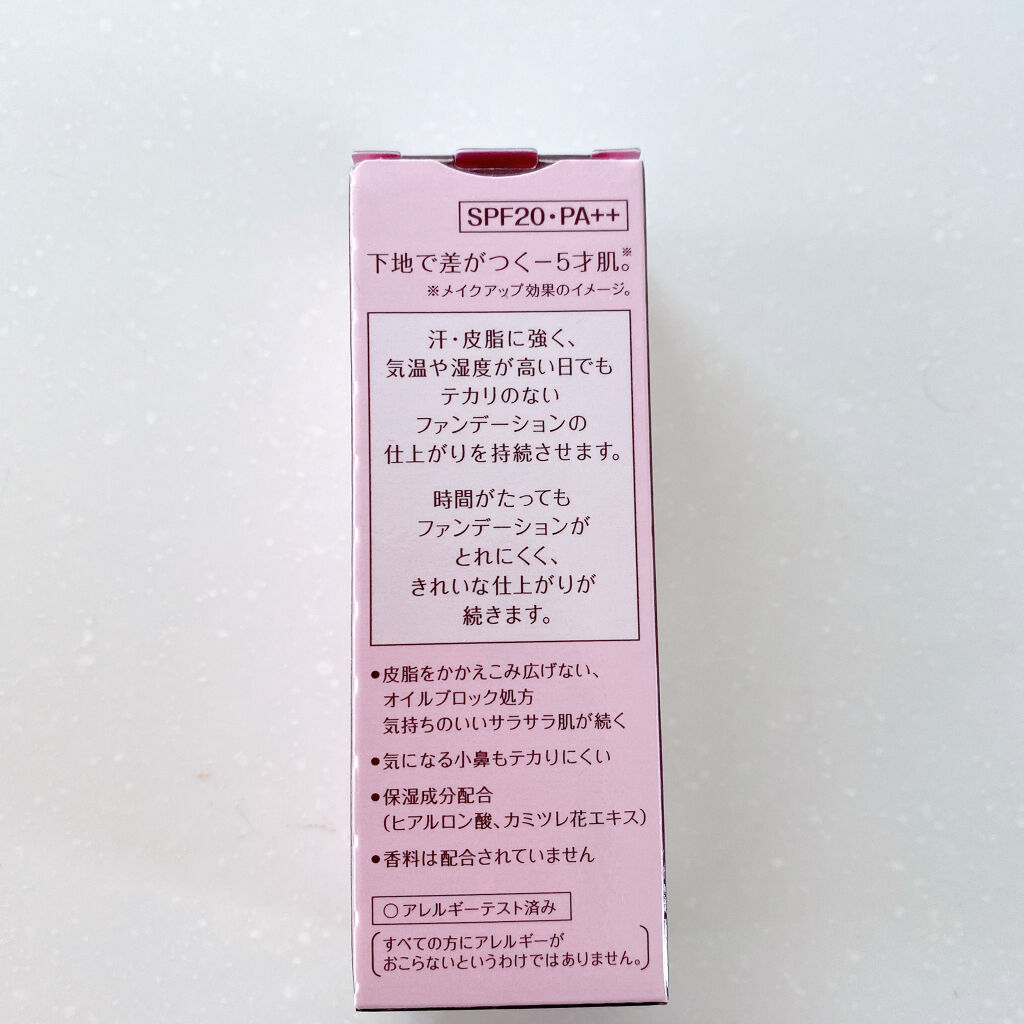 SPF20・PA++
下地で差がつく−5才肌。※
※メイクアップ効果のイメージ。
汗・皮脂に強く、
気温や湿度が高い日でも
テカリのない
ファンデーションの
仕上がりを持続させます。
時間がたっても
ファンデーションが
とれにくく、
きれいな仕上がりが
続きます。
●皮脂をかかえこみ広げない、
オイルブロック処方
気持ちのいいサラサラ肌が続く
●気になる小鼻もテカりにくい
●保湿成分配合
(ヒアルロン酸、カミツレ花エキス)
●香料は配合されていません
○アレルギーテスト済み
(すべての方にアレルギーが
おこらないというわけではありません。)